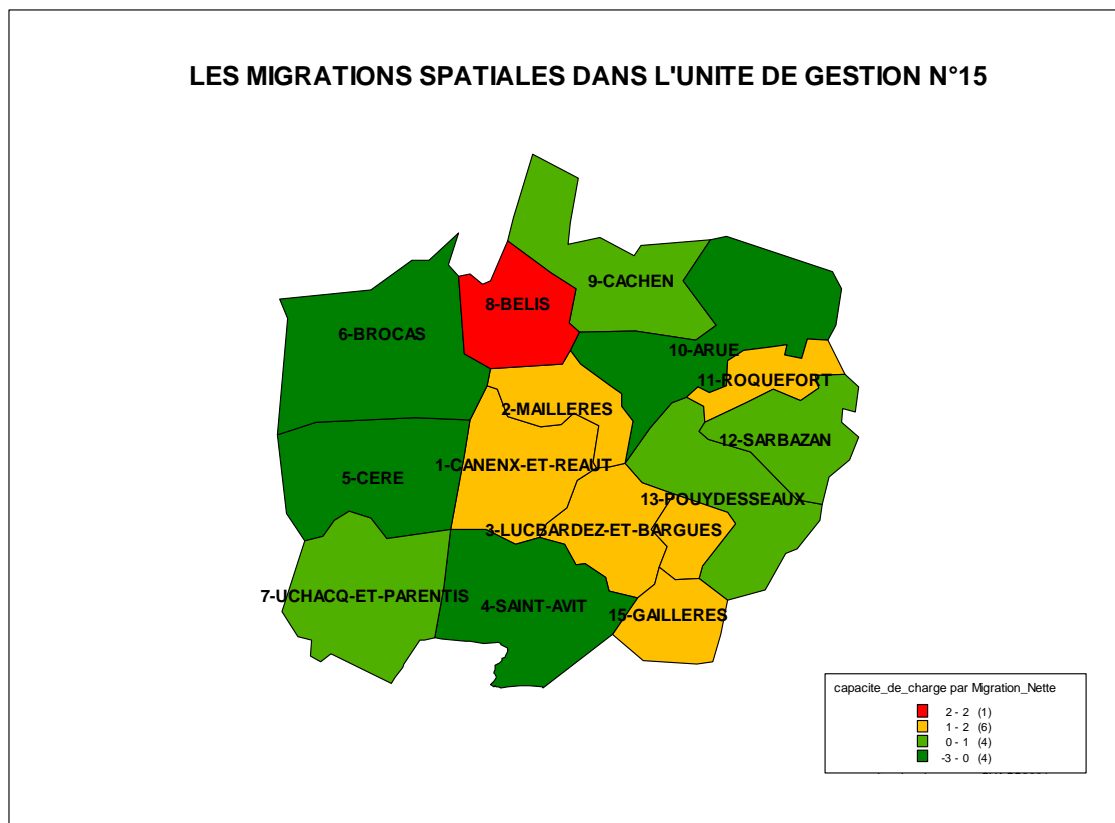 LES MIGRATIONS SPATIALES DANS L'UNITE DE GESTION N°15
9-CACHEN
8-BELIS
6-BROCAS
10-ARUE
11-ROQUEFORT
2-MAILLERES
12-SARBAZAN
1-CANENX-ET-REAUT
5-CERE
13-POUYDESSEAUX
3-LUCBARDEZ-ET-BARGUES
7-UCHACQ-ET-PARENTIS
4-SAINT-AVIT
15-GAILLERES
capacite_de_charge par Migration_Nette
2 - 2 (1)
1 - 2 (6)
0 - 1 (4)
-3 - 0 (4)